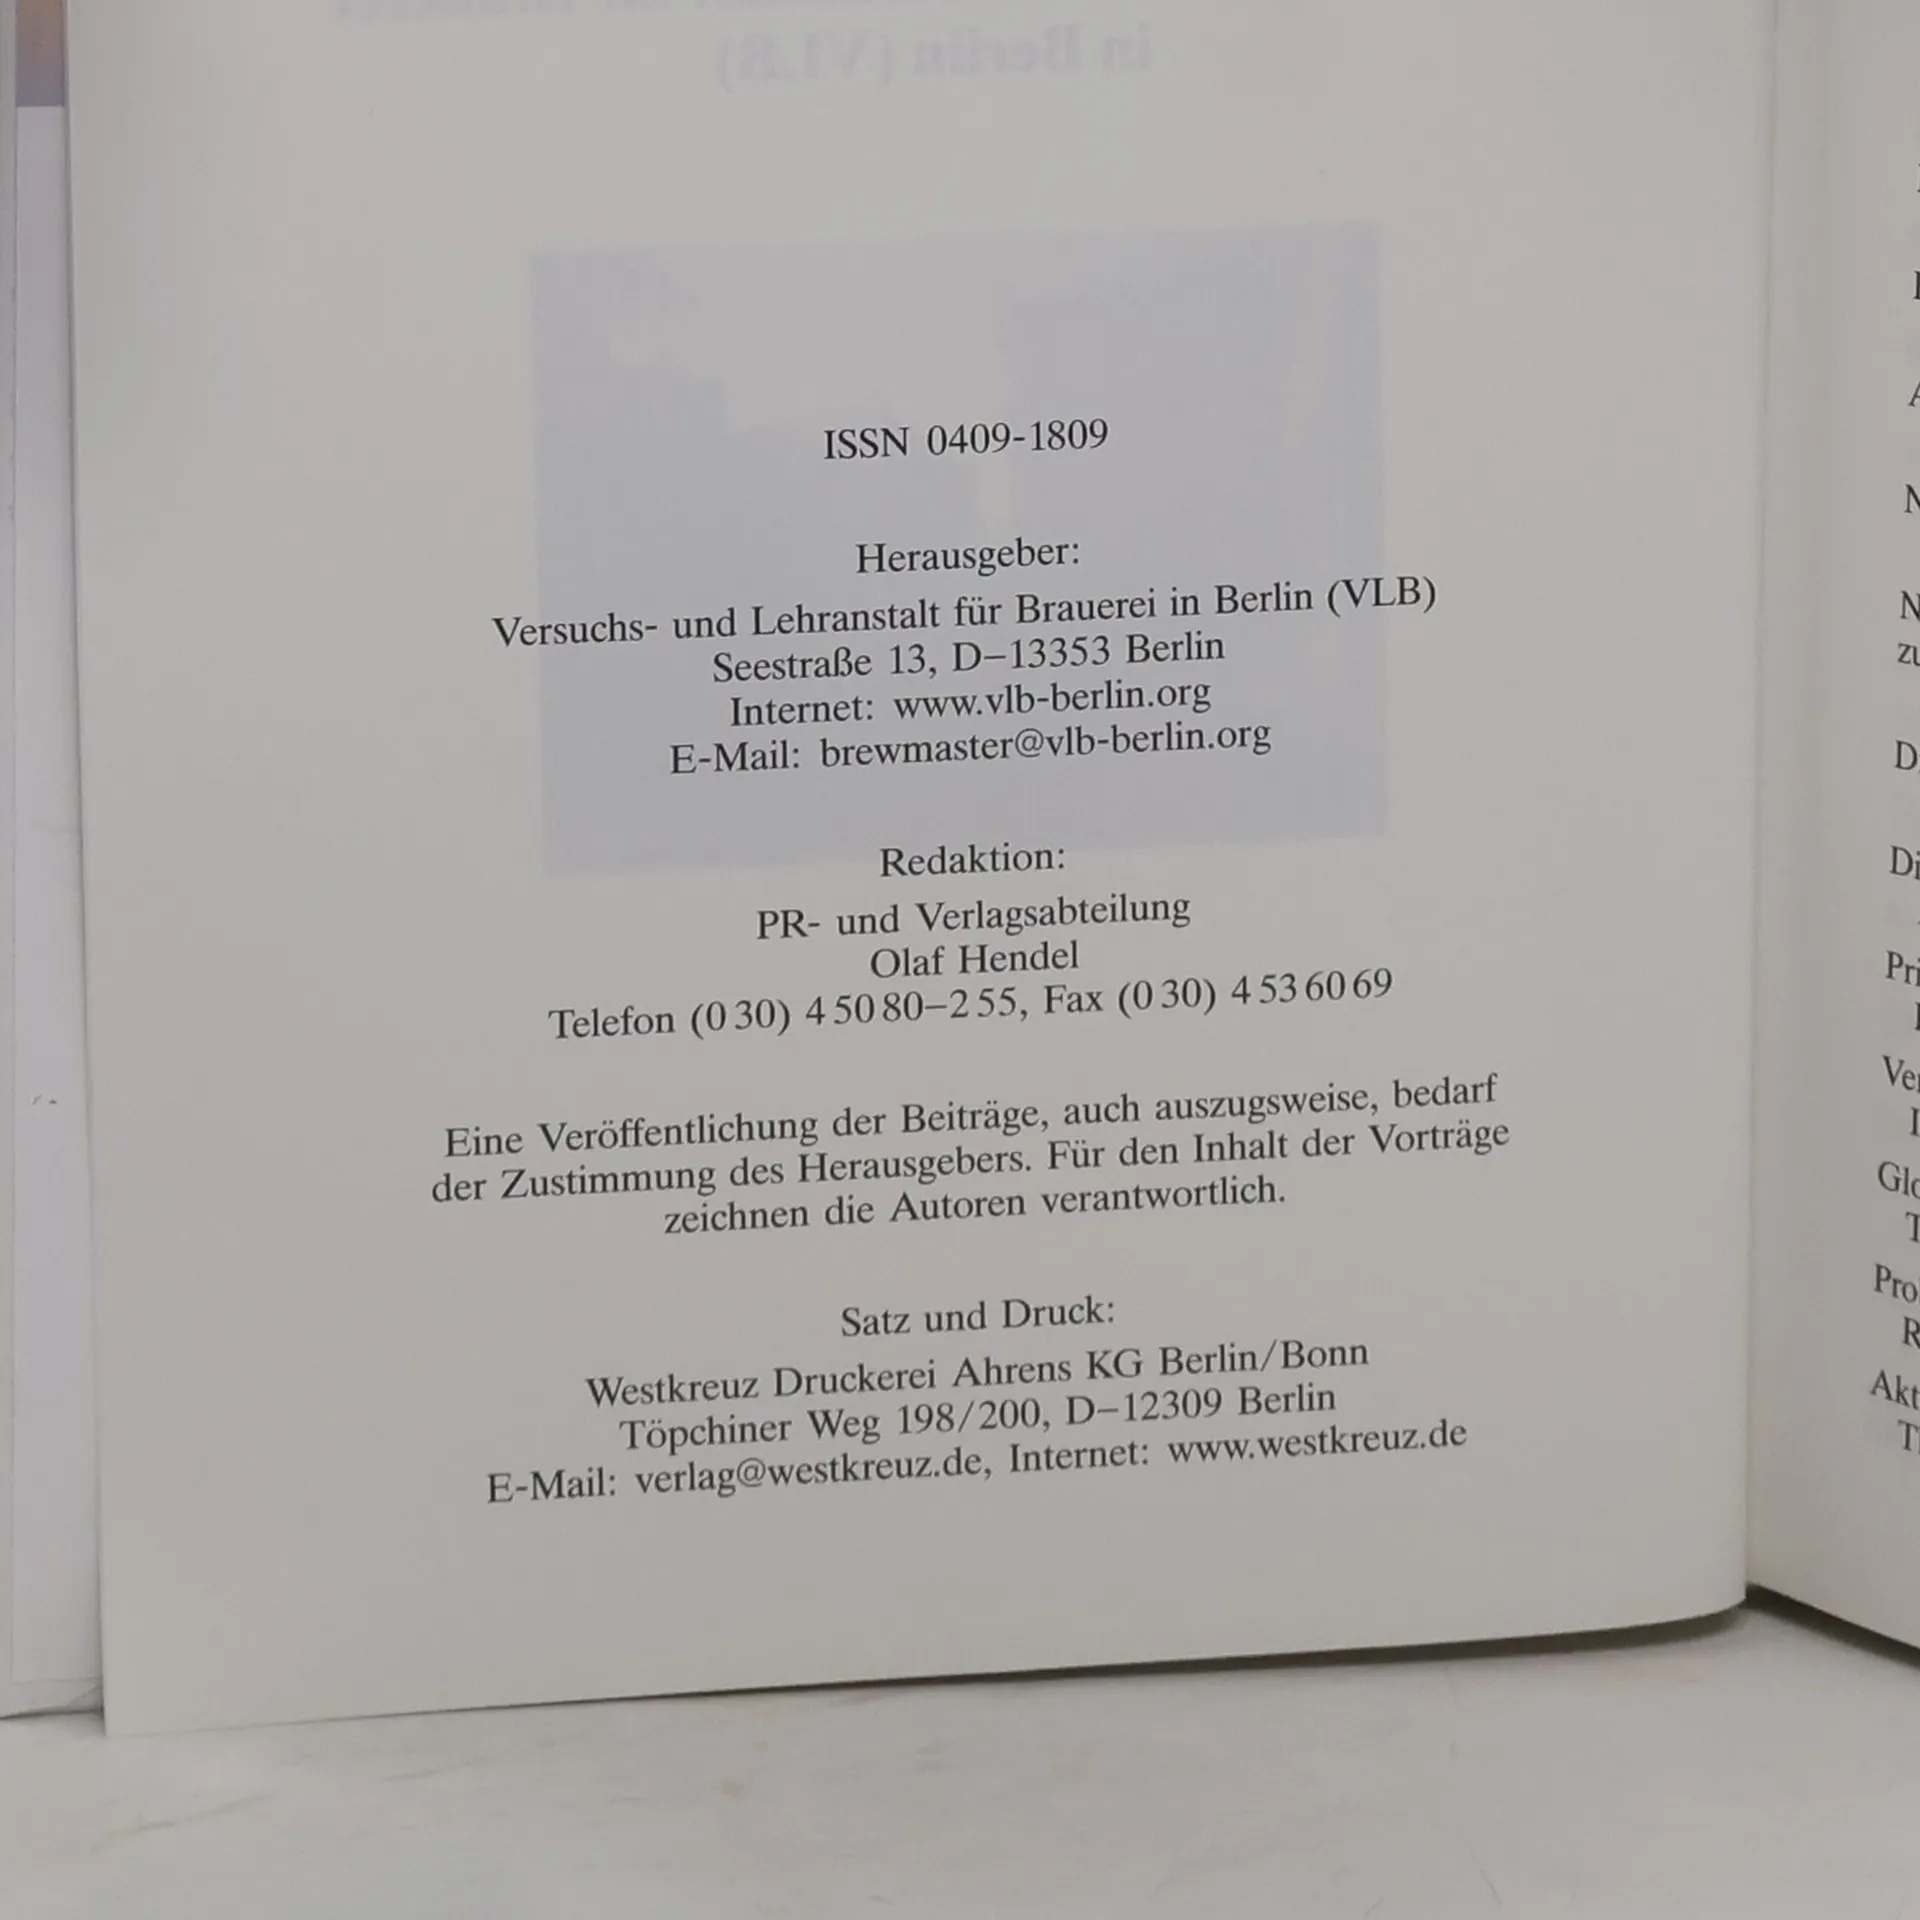 in Berlin (VLB)
ISSN 0409-1809
Herausgeber:
Versuchs- und Lehranstalt für Brauerei in Berlin (VLB)
Seestraße 13, D–13353 Berlin
Internet: www.vlb-berlin.org
E-Mail: brewmaster@vlb-berlin.org
Redaktion:
PR- und Verlagsabteilung
Olaf Hendel
Telefon (0 30) 4 50 80–2 55, Fax (0 30) 4 53 60 69
Eine Veröffentlichung der Beiträge, auch auszugsweise, bedarf
der Zustimmung des Herausgebers. Für den Inhalt der Vorträge
zeichnen die Autoren verantwortlich.
Satz und Druck:
Westkreuz Druckerei Ahrens KG Berlin/Bonn
Töpchiner Weg 198/200, D–12309 Berlin
E-Mail: verlag@westkreuz.de, Internet: www.westkreuz.de